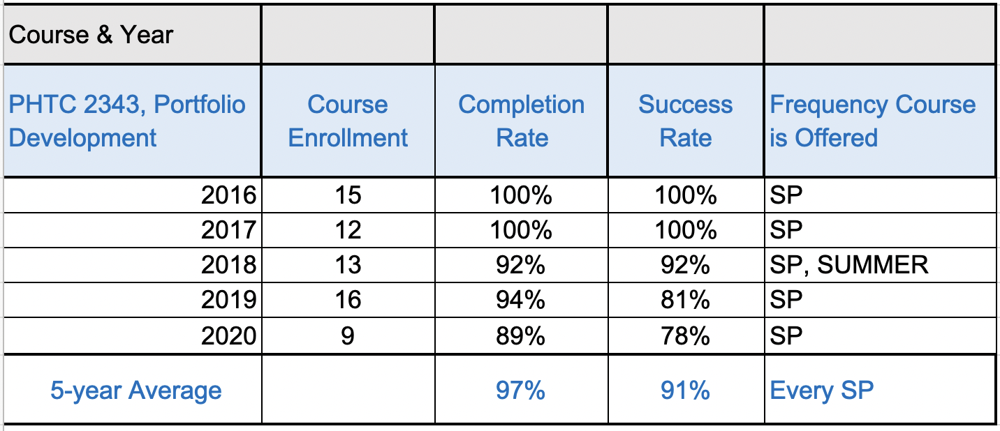 Course & Year
PHTC 2343, Portfolio Development Course Enrollment Completion Rate Success Rate Frequency Course is Offered
2016 15 100% 100% SP
2017 12 100% 100% SP
2018 13 92% 92% SP, SUMMER
2019 16 94% 81% SP
2020 9 89% 78% SP
5-year Average 97% 91% Every SP